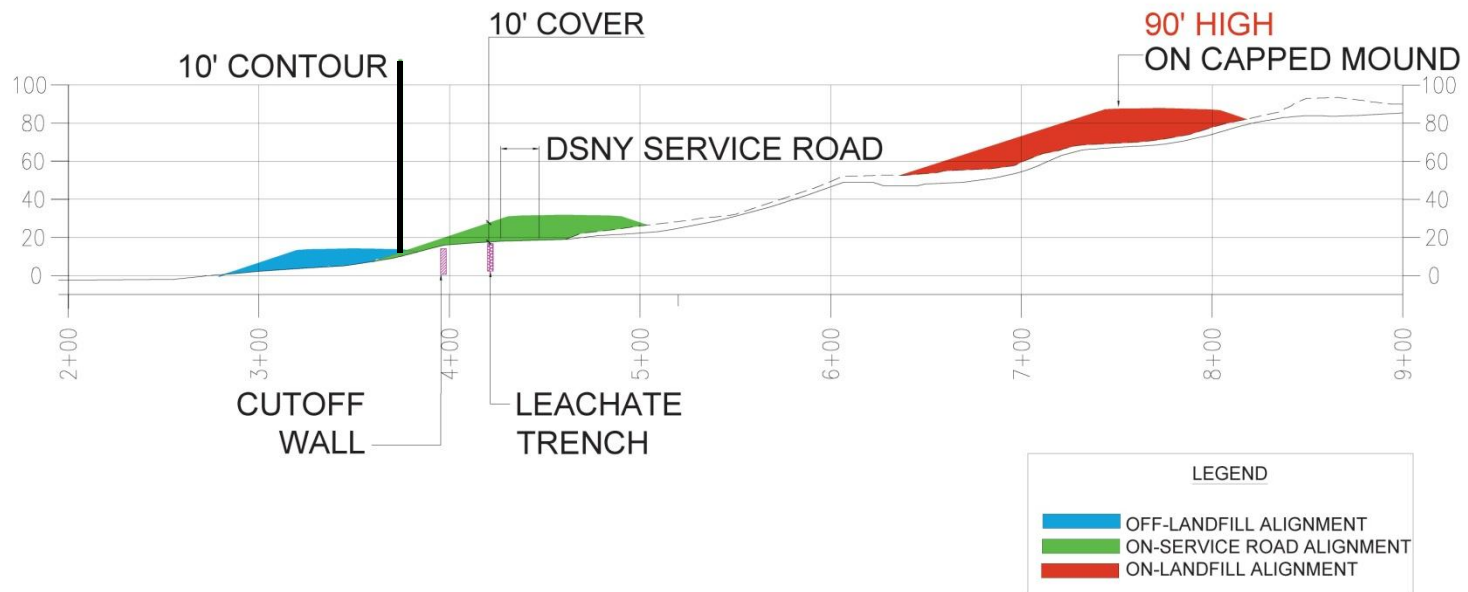 10' COVER
90' HIGH
10' CONTOUR
ON CAPPED MOUND
100
100
80
DSNY SERVICE ROAD
80
60
60
40
40
20
20
0
0
2+00
3+00
4+00
5+00
6+00
7+00
8+00
9+00
CUTOFF
WALL
LEACHATE
TRENCH
LEGEND
OFF-LANDFILL ALIGNMENT
ON-SERVICE ROAD ALIGNMENT
ON-LANDFILL ALIGNMENT